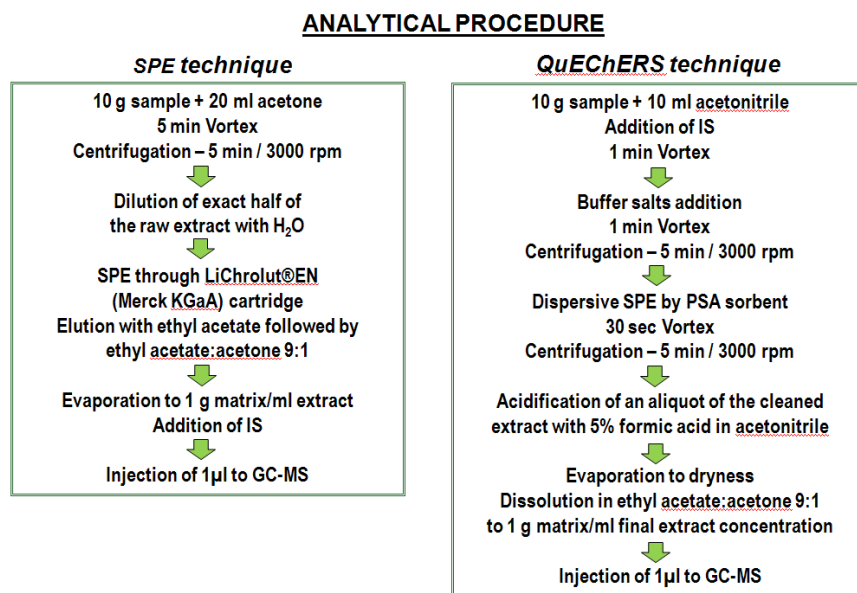 ANALYTICAL PROCEDURE
SPE technique
10 g sample + 20 ml acetone
5 min Vortex
Centrifugation – 5 min / 3000 rpm
Dilution of exact half of
the raw extract with H₂O
SPE through LiChrolut®EN
(Merck KGaA) cartridge
Elution with ethyl acetate followed by
ethyl acetate:acetone 9:1
Evaporation to 1 g matrix/ml extract
Addition of IS
Injection of 1µl to GC-MS
QuEChERS technique
10 g sample + 10 ml acetonitrile
Addition of IS
1 min Vortex
Buffer salts addition
1 min Vortex
Centrifugation – 5 min / 3000 rpm
Dispersive SPE by PSA sorbent
30 sec Vortex
Centrifugation – 5 min / 3000 rpm
Acidification of an aliquot of the cleaned
extract with 5% formic acid in acetonitrile
Evaporation to dryness
Dissolution in ethyl acetate:acetone 9:1
to 1 g matrix/ml final extract concentration
Injection of 1µl to GC-MS